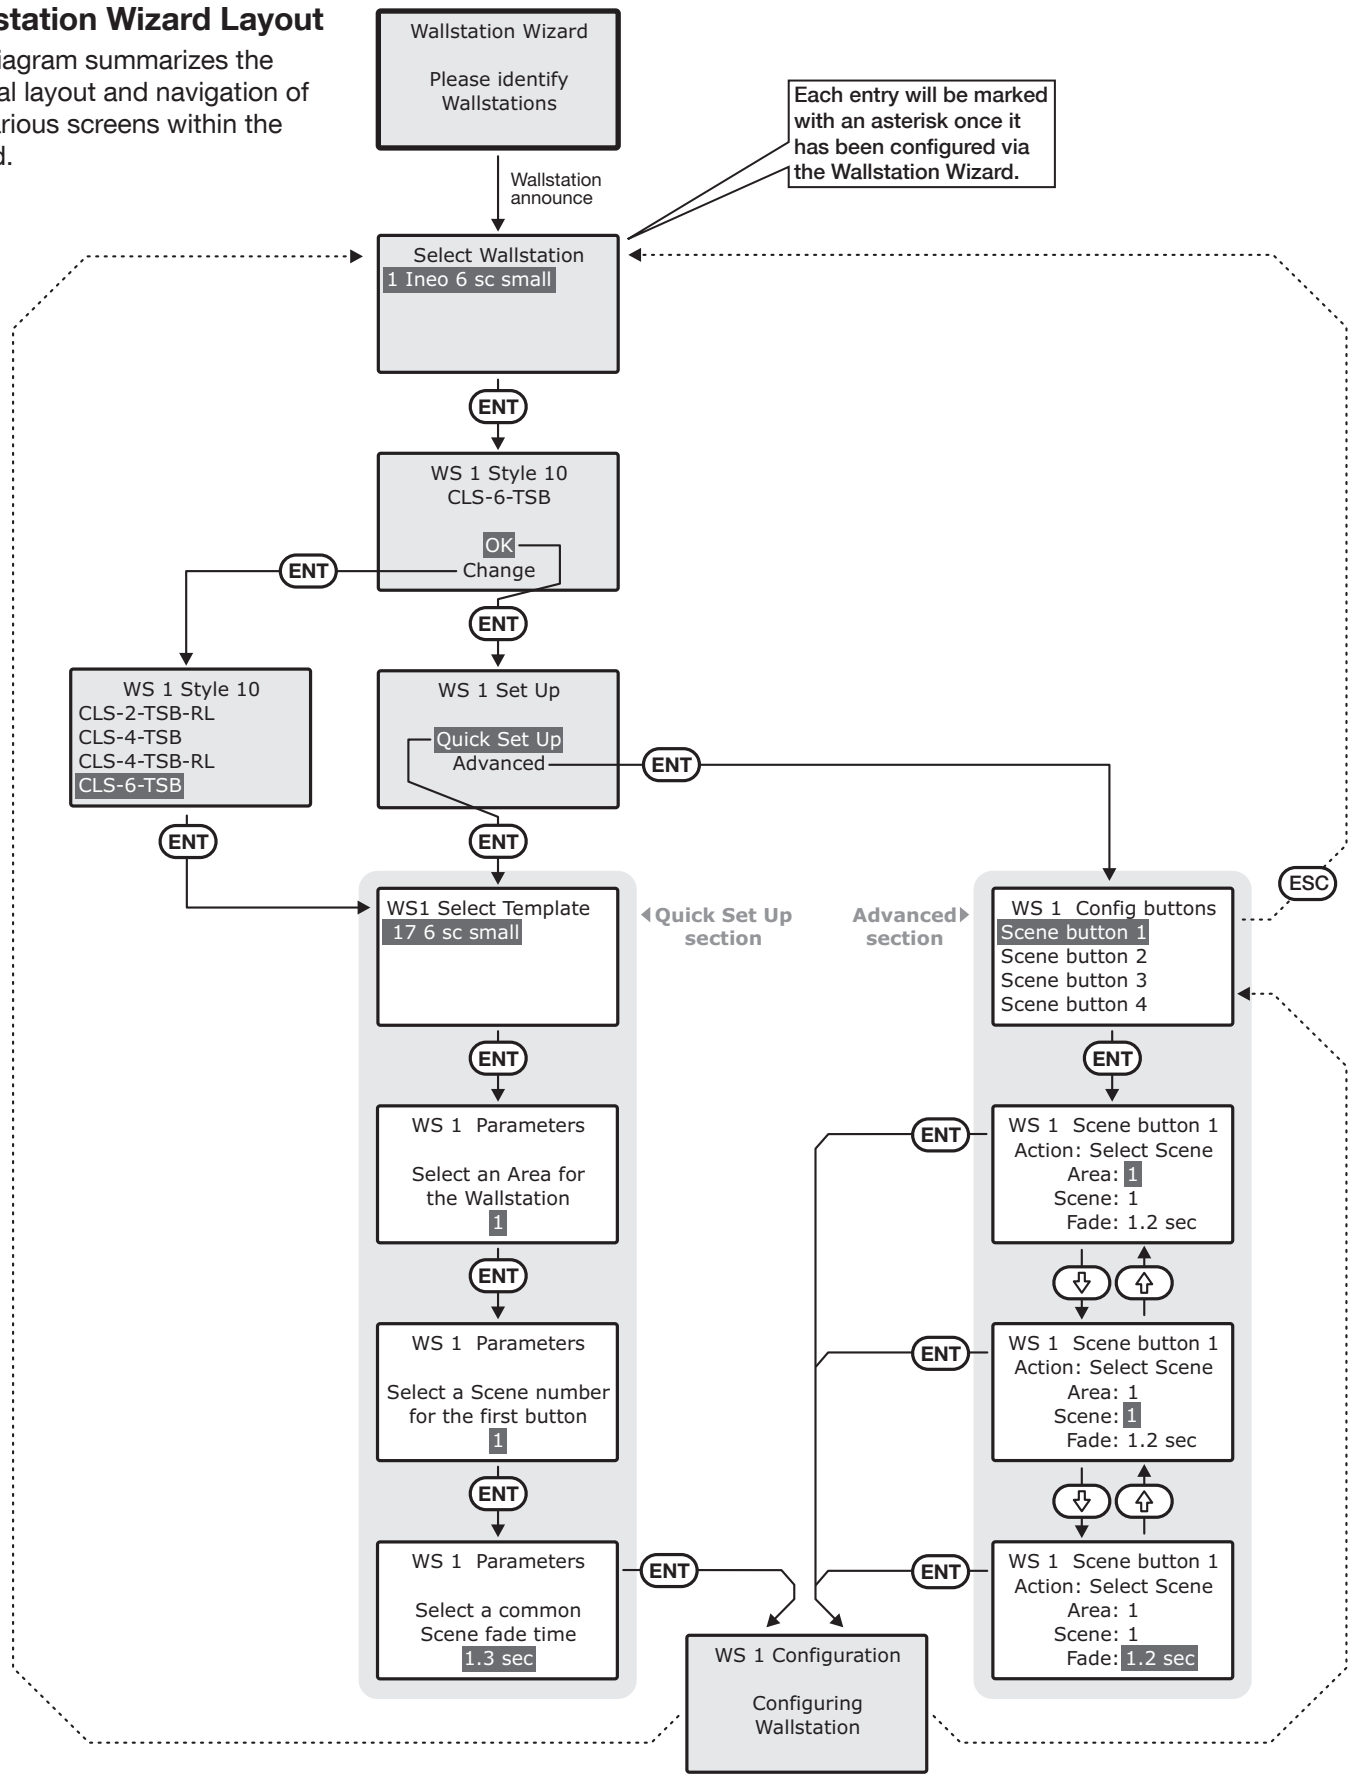 station Wizard Layout
iagram summarizes the
al layout and navigation of
arious screens within the
d.
Wallstation Wizard
Please identify
Wallstations
Each entry will be marked
with an asterisk once it
has been configured via
the Wallstation Wizard.
Wallstation
announce
Select Wallstation
1 Ineo 6 sc small
ENT
WS 1 Style 10
CLS-6-TSB
OK
Change
ENT
ENT
WS 1 Style 10
CLS-2-TSB-RL
CLS-4-TSB
CLS-4-TSB-RL
CLS-6-TSB
ENT
WS 1 Set Up
Quick Set Up
Advanced
ENT
ENT
WS1 Select Template
17 6 sc small
Quick Set Up
section
Advanced
section
ESC
WS 1 Config buttons
Scene button 1
Scene button 2
Scene button 3
Scene button 4
ENT
ENT
WS 1 Parameters
Select an Area for
the Wallstation
1
ENT
WS 1 Scene button 1
Action: Select Scene
Area: 1
Scene: 1
Fade: 1.2 sec
ENT
WS 1 Parameters
Select a Scene number
for the first button
1
ENT
WS 1 Scene button 1
Action: Select Scene
Area: 1
Scene: 1
Fade: 1.2 sec
ENT
WS 1 Parameters
Select a common
Scene fade time
1.3 sec
ENT
ENT
WS 1 Scene button 1
Action: Select Scene
Area: 1
Scene: 1
Fade: 1.2 sec
WS 1 Configuration
Configuring
Wallstation